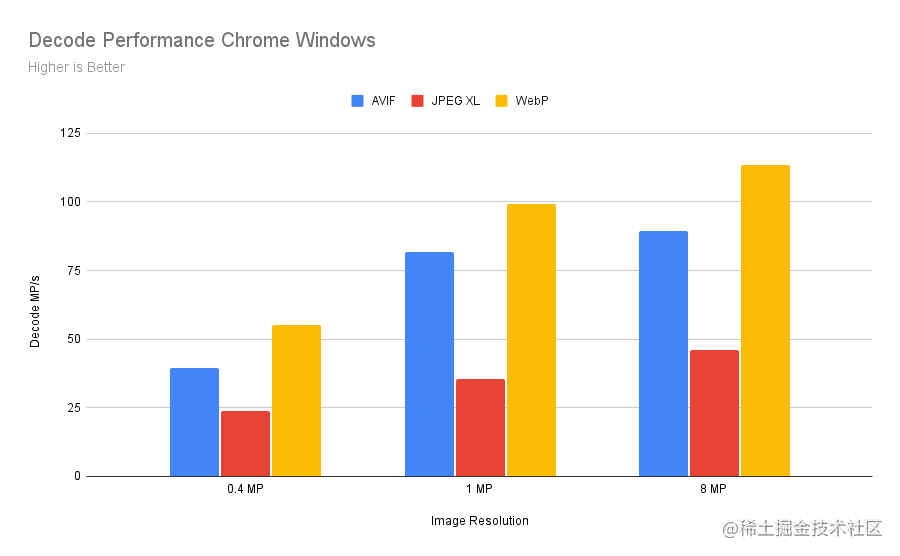 Decode Performance Chrome Windows
Higher is Better
AVIF JPEG XL WebP
125
100
75
50
25
0
Decode MP/s
0.4 MP 1 MP 8 MP
Image Resolution
@稀土掘金技术社区